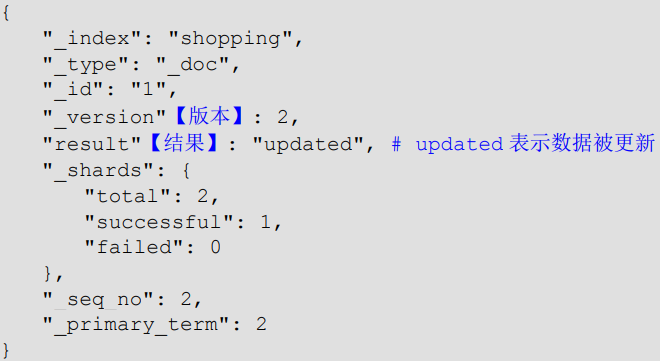 {
    "_index": "shopping",
    "_type": "_doc",
    "_id": "1",
    "_version"【版本】: 2,
    "result"【结果】: "updated", # updated 表示数据被更新
    "_shards": {
        "total": 2,
        "successful": 1,
        "failed": 0
    },
    "_seq_no": 2,
    "_primary_term": 2
}